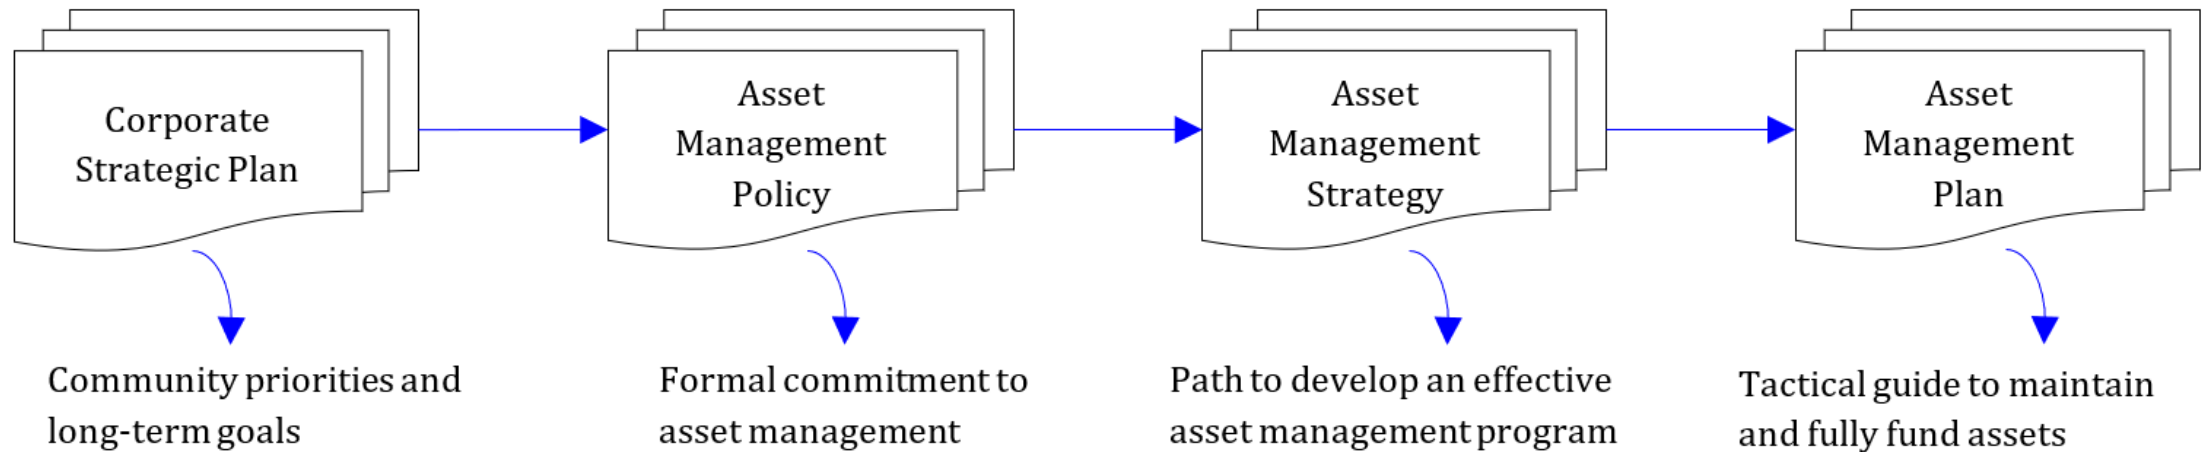 Corporate
Strategic Plan
Asset
Management
Policy
Asset
Management
Strategy
Asset
Management
Plan
Community priorities and
long-term goals
Formal commitment to
asset management
Path to develop an effective
asset management program
Tactical guide to maintain
and fully fund assets